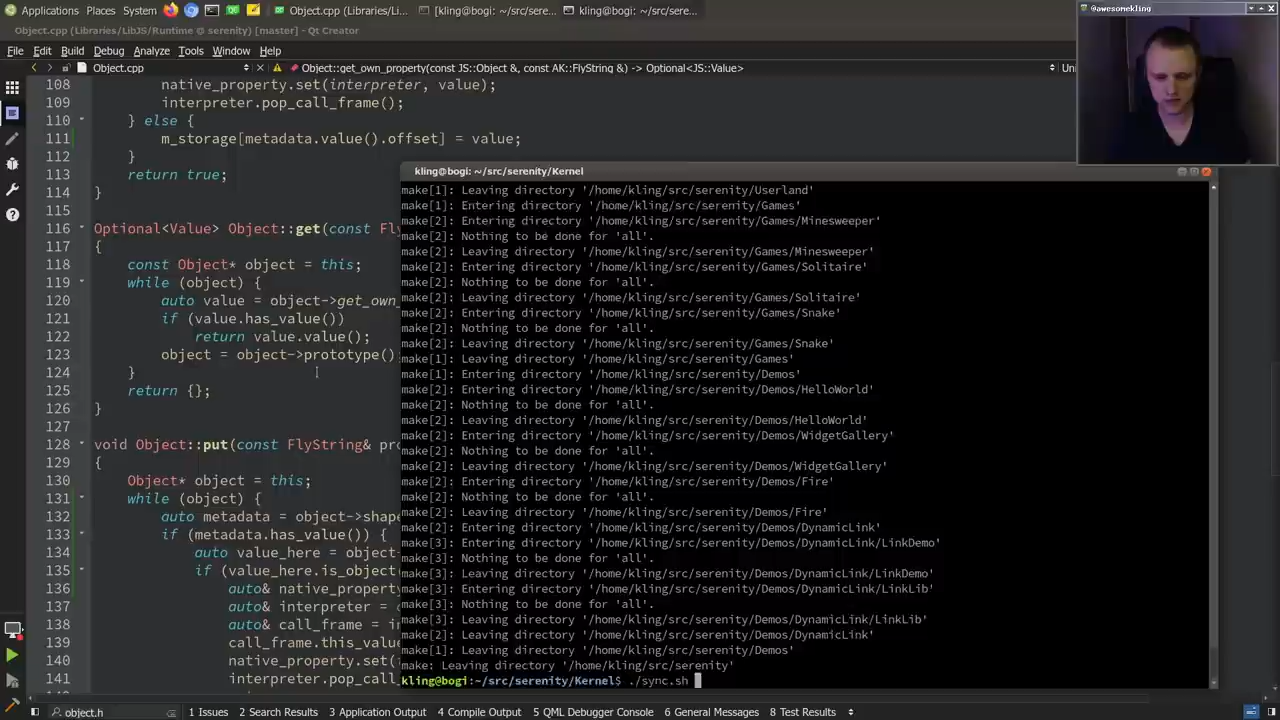 Applications Places System Object.cpp (Libraries/Li... [kling@bogi: ~/src/sere... kling@bogi: ~/src/sere...
@awesomekling
Object.cpp (Libraries/LibJS/Runtime @ serenity) [master] - Qt Creator
File Edit Build Debug Analyze Tools Window Help
Object.cpp Object::get_own_property(const JS::Object &, const AK::FlyString &) -> Optional<JS::Value> Un
108 native_property.set(interpreter, value);
109 interpreter.pop_call_frame();
110 } else {
111 m_storage[metadata.value().offset] = value;
112 }
113 return true;
114 }
115
116 Optional<Value> Object::get(const Fly
117 {
118 const Object* object = this;
119 while (object) {
120 auto value = object->get_own_
121 if (value.has_value())
122 return value.value();
123 object = object->prototype()
124 }
125 return {};
126 }
127
128 void Object::put(const FlyString& pr
129 {
130 Object* object = this;
131 while (object) {
132 auto metadata = object->shap
133 if (metadata.has_value()) {
134 auto value_here = object-
135 if (value_here.is_object(
136 auto& native_property
137 auto& interpreter = 
138 auto& call_frame = in
139 call_frame.this_value
140 native_property.set(i
141 interpreter.pop_call_
kling@bogi: ~/src/serenity/Kernel
make[1]: Leaving directory '/home/kling/src/serenity/Userland'
make[1]: Entering directory '/home/kling/src/serenity/Games'
make[2]: Entering directory '/home/kling/src/serenity/Games/Minesweeper'
make[2]: Nothing to be done for 'all'.
make[2]: Leaving directory '/home/kling/src/serenity/Games/Minesweeper'
make[2]: Entering directory '/home/kling/src/serenity/Games/Solitaire'
make[2]: Nothing to be done for 'all'.
make[2]: Leaving directory '/home/kling/src/serenity/Games/Solitaire'
make[2]: Entering directory '/home/kling/src/serenity/Games/Snake'
make[2]: Nothing to be done for 'all'.
make[2]: Leaving directory '/home/kling/src/serenity/Games/Snake'
make[1]: Leaving directory '/home/kling/src/serenity/Games'
make[1]: Entering directory '/home/kling/src/serenity/Demos'
make[2]: Entering directory '/home/kling/src/serenity/Demos/HelloWorld'
make[2]: Nothing to be done for 'all'.
make[2]: Leaving directory '/home/kling/src/serenity/Demos/HelloWorld'
make[2]: Entering directory '/home/kling/src/serenity/Demos/WidgetGallery'
make[2]: Nothing to be done for 'all'.
make[2]: Leaving directory '/home/kling/src/serenity/Demos/WidgetGallery'
make[2]: Entering directory '/home/kling/src/serenity/Demos/Fire'
make[2]: Nothing to be done for 'all'.
make[2]: Leaving directory '/home/kling/src/serenity/Demos/Fire'
make[2]: Entering directory '/home/kling/src/serenity/Demos/DynamicLink'
make[3]: Entering directory '/home/kling/src/serenity/Demos/DynamicLink/LinkDemo'
make[3]: Nothing to be done for 'all'.
make[3]: Leaving directory '/home/kling/src/serenity/Demos/DynamicLink/LinkDemo'
make[3]: Entering directory '/home/kling/src/serenity/Demos/DynamicLink/LinkLib'
make[3]: Nothing to be done for 'all'.
make[3]: Leaving directory '/home/kling/src/serenity/Demos/DynamicLink/LinkLib'
make[2]: Leaving directory '/home/kling/src/serenity/Demos/DynamicLink'
make[1]: Leaving directory '/home/kling/src/serenity/Demos'
make: Leaving directory '/home/kling/src/serenity'
kling@bogi:~/src/serenity/Kernel$ ./sync.sh
object.h 1 Issues 2 Search Results 3 Application Output 4 Compile Output 5 QML Debugger Console 6 General Messages 8 Test Results